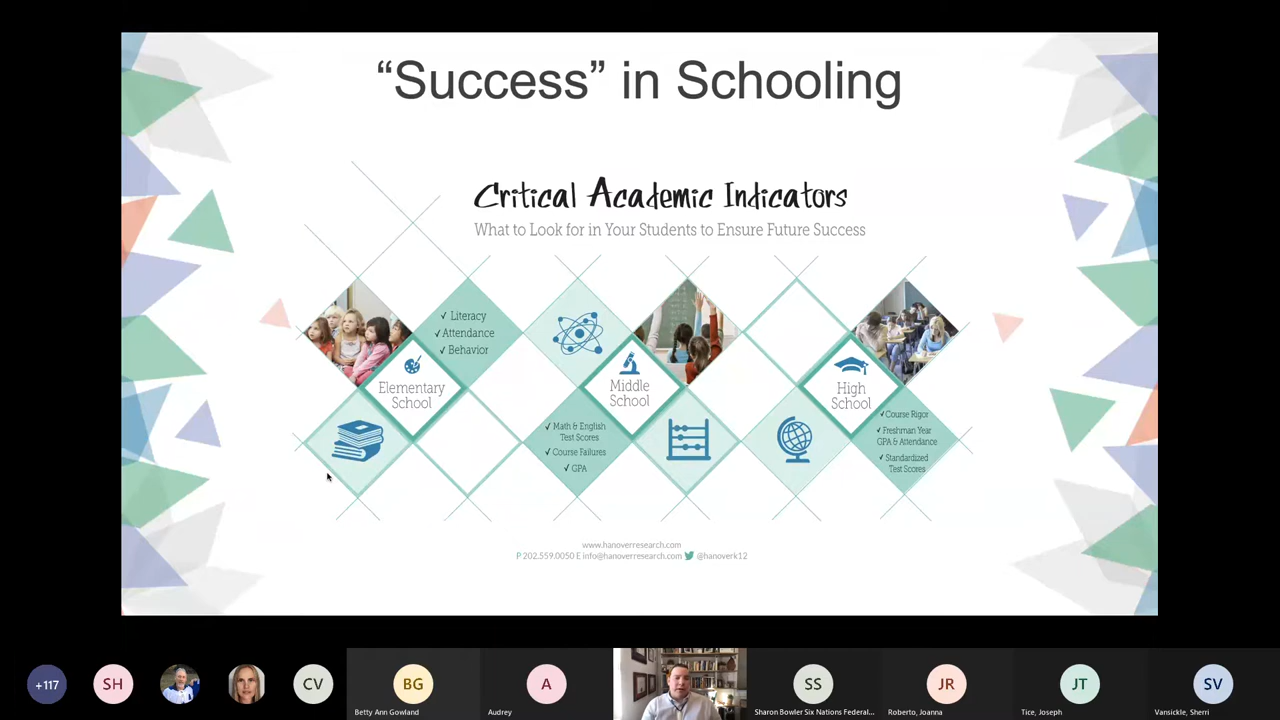 “Success” in Schooling
Critical Academic Indicators
What to Look for in Your Students to Ensure Future Success
✓ Literacy
✓ Attendance
✓ Behavior
Elementary
School
Middle
School
✓ Math & English
Test Scores
✓ Course Failures
✓ GPA
High
School
✓ Course Rigor
✓ Freshman Year
GPA & Attendance
✓ Standardized
Test Scores
www.hanoverresearch.com
P 202.559.0050 E info@hanoverresearch.com @hanoverk12
+117
SH
CV
BG
Betty Ann Gowland
A
Audrey
SS
Sharon Bowler Six Nations Federal...
JR
Roberto, Joanna
JT
Tice, Joseph
SV
Vansickle, Sherri